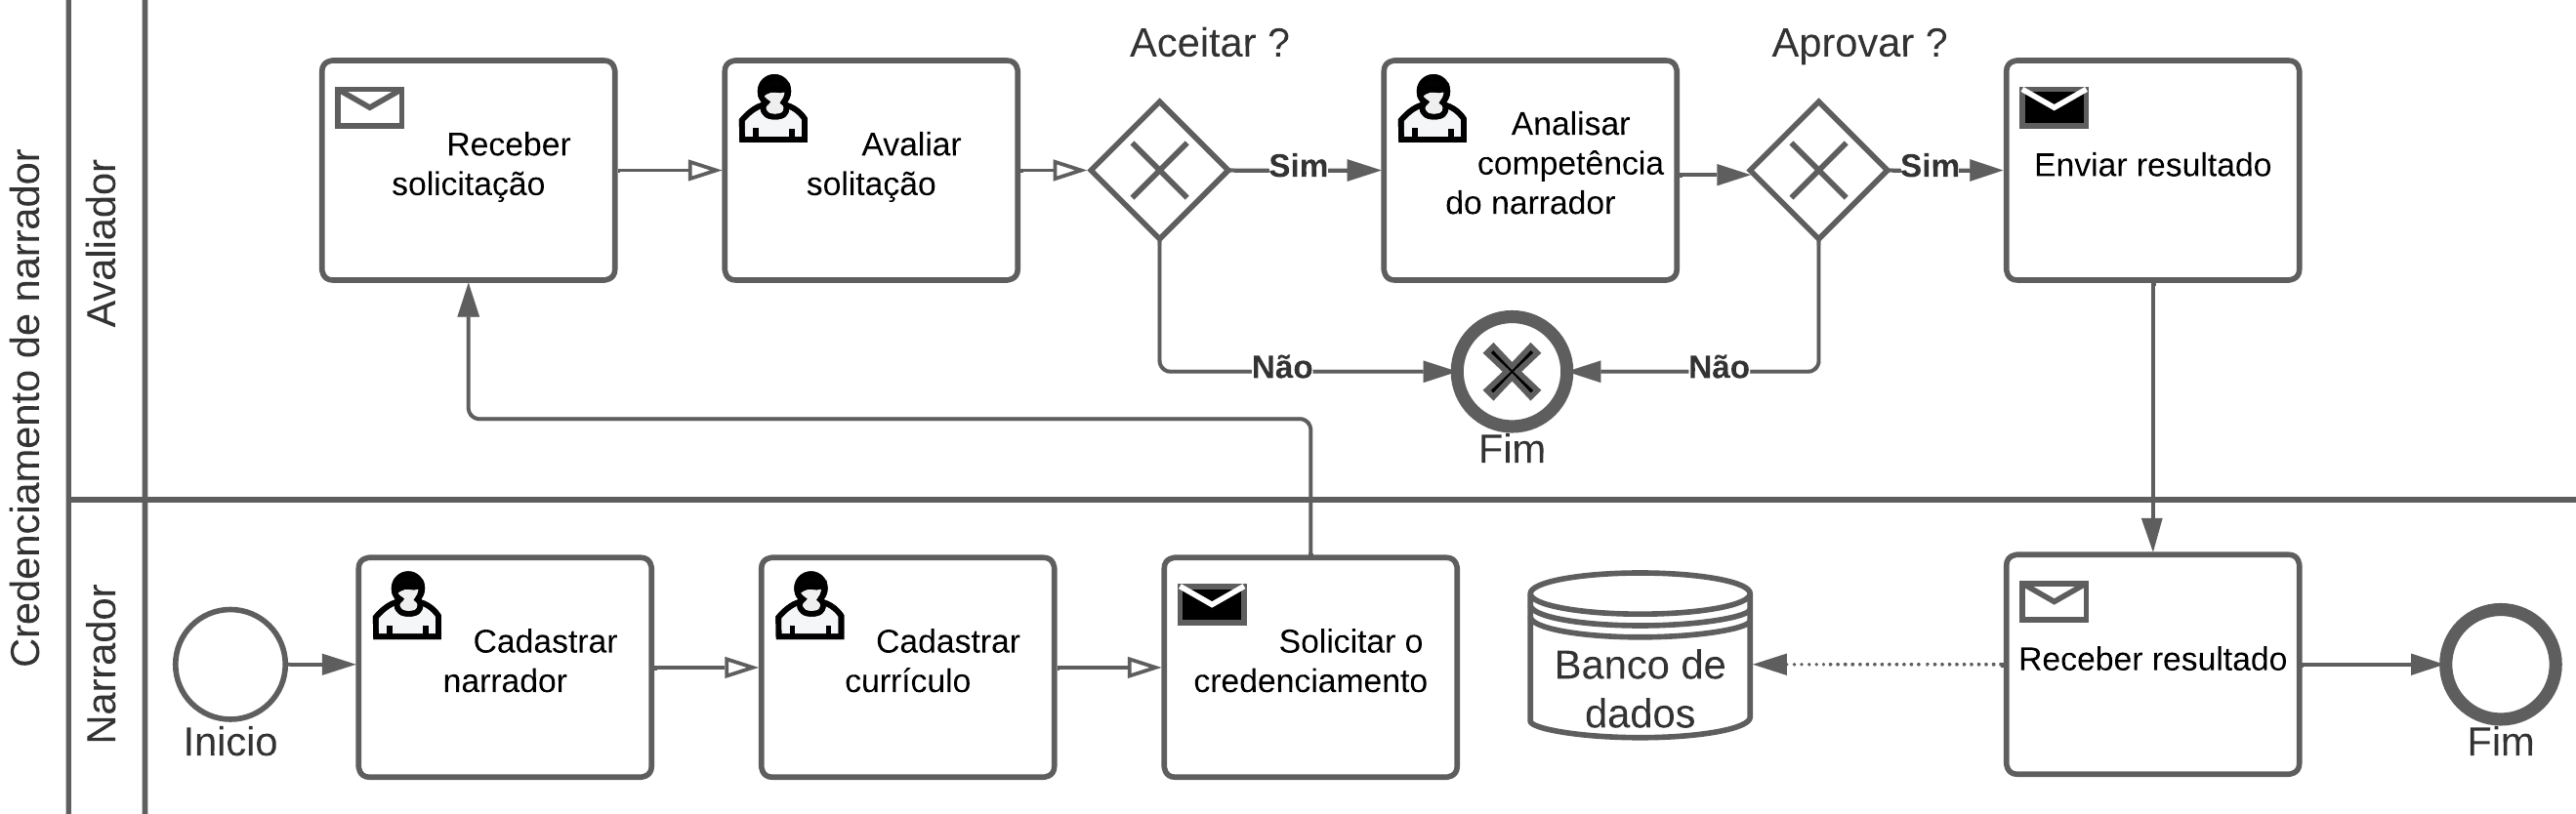 Credenciamento de narrador
Avaliador
Receber
solicitação
Avaliar
solitação
Aceitar ?
Sim
Não
Analisar
competência
do narrador
Aprovar ?
Sim
Não
Enviar resultado
Fim
Narrador
Inicio
Cadastrar
narrador
Cadastrar
currículo
Solicitar o
credenciamento
Banco de
dados
Receber resultado
Fim